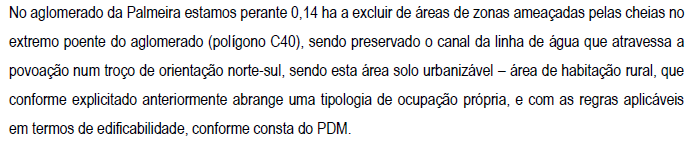 No aglomerado da Palmeira estamos perante 0,14 ha a excluir de áreas de zonas ameaçadas pelas cheias no
extremo poente do aglomerado (polígono C40), sendo preservado o canal da linha de água que atravessa a
povoação num troço de orientação norte-sul, sendo esta área solo urbanizável – área de habitação rural, que
conforme explicitado anteriormente abrange uma tipologia de ocupação própria, e com as regras aplicáveis
em termos de edificabilidade, conforme consta do PDM.